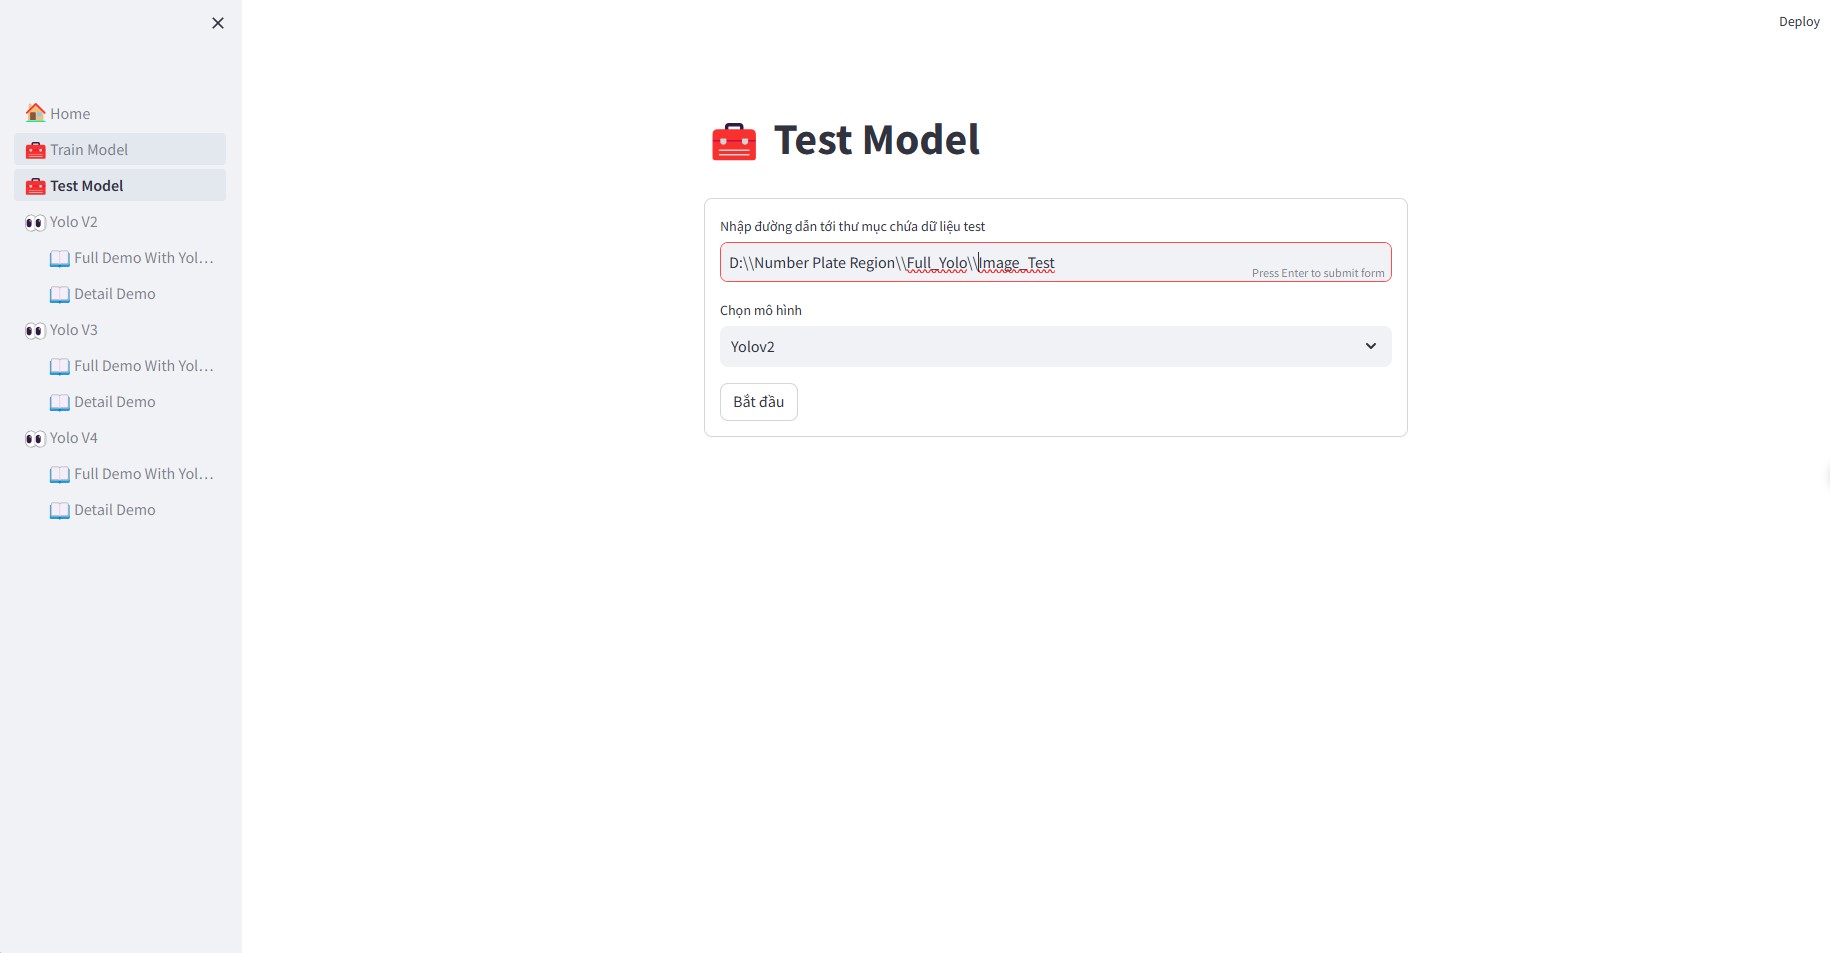 Deploy
Home
Train Model
Test Model
Yolo V2
Full Demo With Yol...
Detail Demo
Yolo V3
Full Demo With Yol...
Detail Demo
Yolo V4
Full Demo With Yol...
Detail Demo
Test Model
Nhập đường dẫn tới thư mục chứa dữ liệu test
D:\\Number Plate Region\\Full_Yolo\\Image_Test
Press Enter to submit form
Chọn mô hình
Yolov2
Bắt đầu